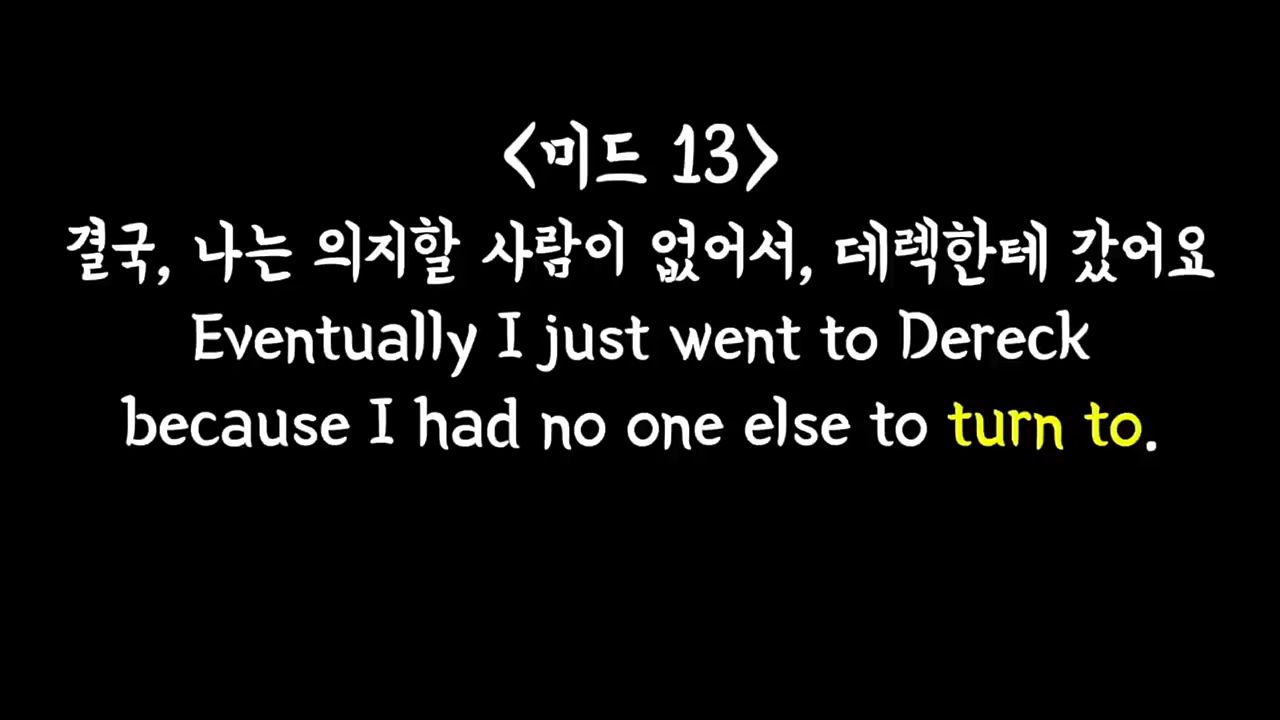 <미드 13>
결국, 나는 의지할 사람이 없어서, 데렉한테 갔어요
Eventually I just went to Dereck
because I had no one else to turn to.